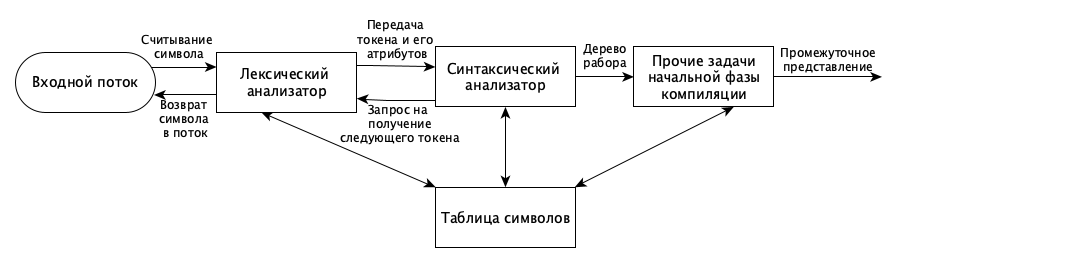 Входной поток
Считывание
символа
Возврат
символа
в поток
Лексический
анализатор
Передача
токена и его
атрибутов
Запрос на
получение
следующего токена
Синтаксический
анализатор
Дерево
рабора
Прочие задачи
начальной фазы
компиляции
Промежуточное
представление
Таблица символов